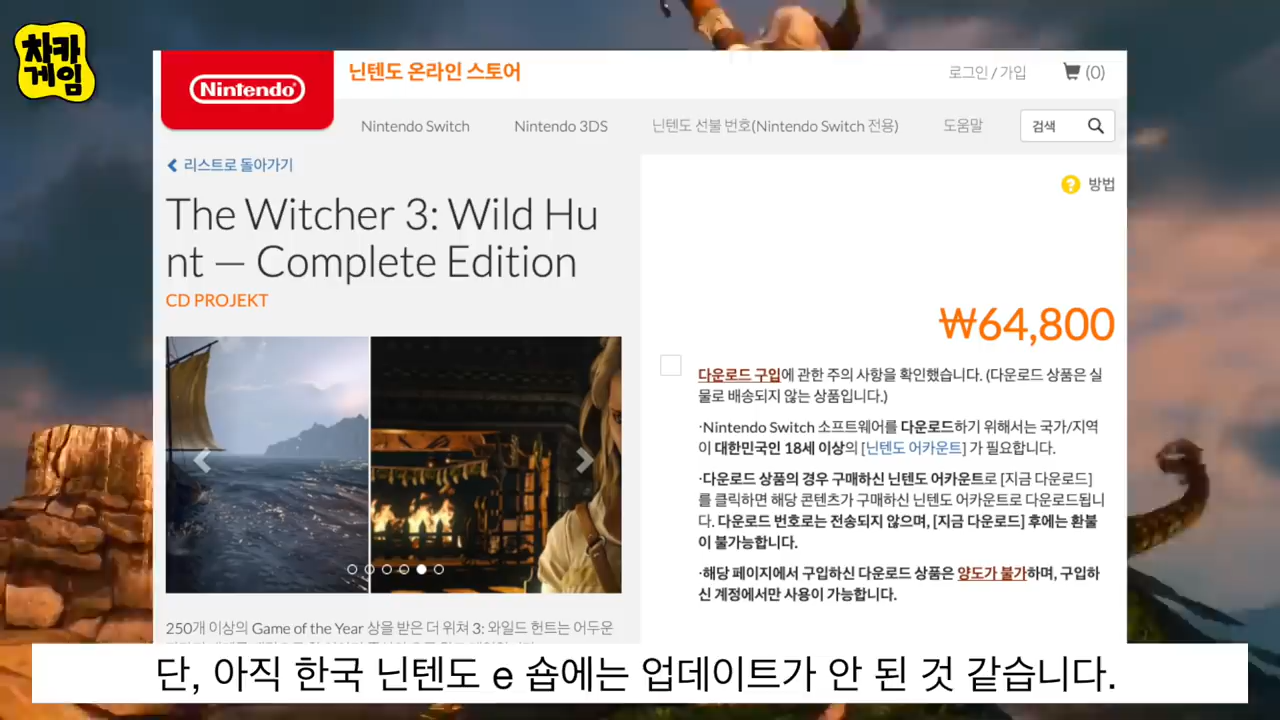 차카
게임
Nintendo
닌텐도 온라인 스토어
로그인 / 가입
(0)
Nintendo Switch
Nintendo 3DS
닌텐도 선불 번호(Nintendo Switch 전용)
도움말
검색
리스트로 돌아가기
? 방법
The Witcher 3: Wild Hu
nt — Complete Edition
CD PROJEKT
₩64,800
다운로드 구입에 관한 주의 사항을 확인했습니다. (다운로드 상품은 실
물로 배송되지 않는 상품입니다.)
·Nintendo Switch 소프트웨어를 다운로드하기 위해서는 국가/지역
이 대한민국인 18세 이상의 [닌텐도 어카운트] 가 필요합니다.
·다운로드 상품의 경우 구매하신 닌텐도 어카운트로 [지금 다운로드]
를 클릭하면 해당 콘텐츠가 구매하신 닌텐도 어카운트로 다운로드됩니
다. 다운로드 번호로는 전송되지 않으며, [지금 다운로드] 후에는 환불
이 불가능합니다.
·해당 페이지에서 구입하신 다운로드 상품은 양도가 불가하며, 구입하
신 계정에서만 사용이 가능합니다.
250개 이상의 Game of the Year 상을 받은 더 위쳐 3: 와일드 헌트는 어두운
단, 아직 한국 닌텐도 e 숍에는 업데이트가 안 된 것 같습니다.